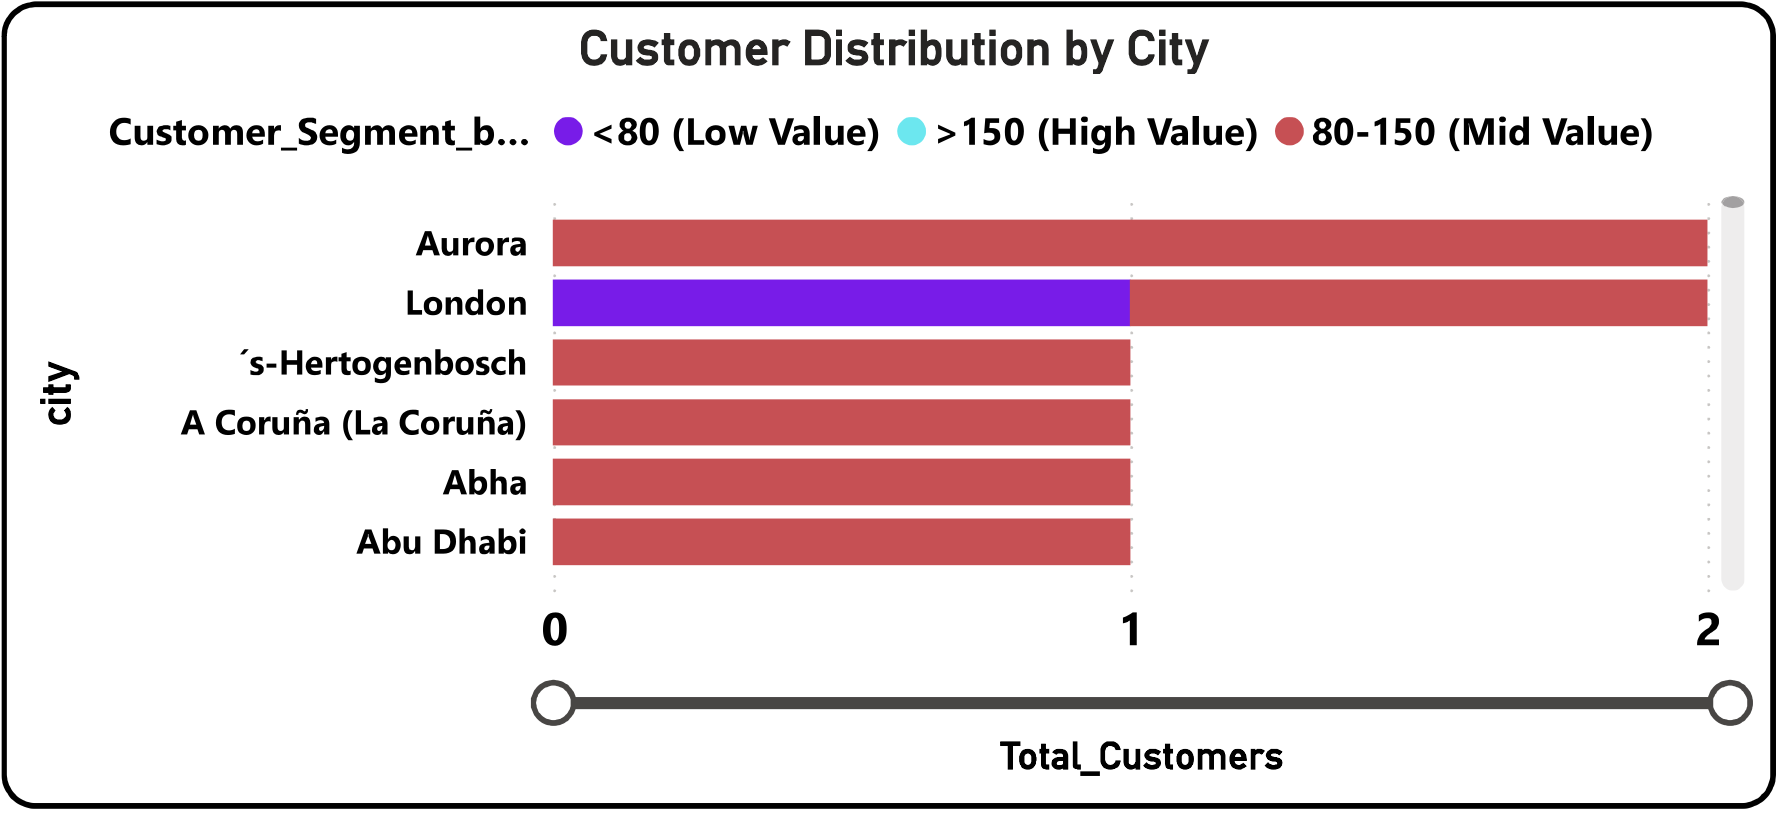 Customer Distribution by City
Customer_Segment_b... <80 (Low Value) >150 (High Value) 80-150 (Mid Value)
city
Aurora
London
´s-Hertogenbosch
A Coruña (La Coruña)
Abha
Abu Dhabi
0 1 2
Total_Customers